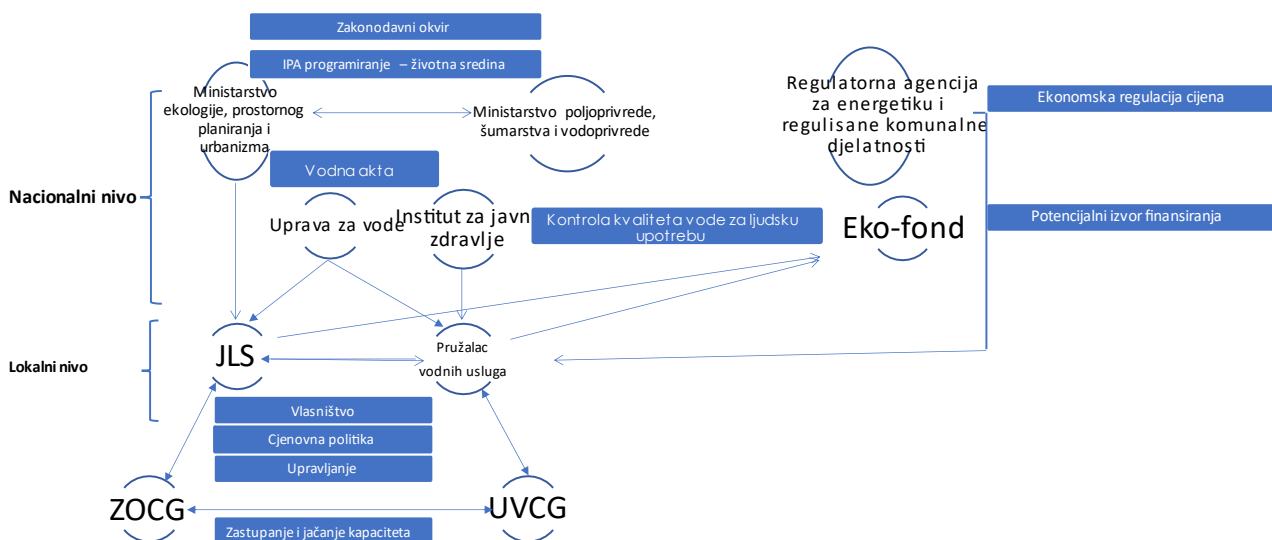 Zakonodavni okvir
IPA programiranje – životna sredina
Ministarstvo
ekologije, prostornog
planiranja i
urbanizma
Ministarstvo poljoprivrede,
šumarstva i vodoprivrede
Regulatorna agencija
za energetiku i
regulisane komunalne
djelatnosti
Ekonomska regulacija cijena
Nacionalni nivo
Vodna akta
Uprava za vode
Institut za javn
zdravlje
Kontrola kvaliteta vode za ljudsku
upotrebu
Eko-fond
Potencijalni izvor finansiranja
Lokalni nivo
JLS
Pružalac
vodnih usluga
Vlasništvo
Cjenovna politika
Upravljanje
ZOCG
UVCG
Zastupanje i jačanje kapaciteta